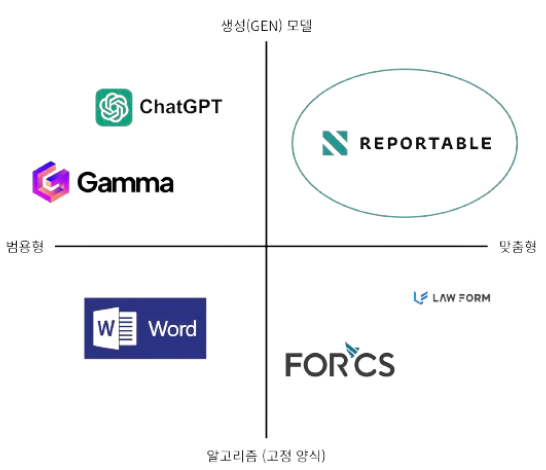 생성(GEN) 모델
ChatGPT
REPORTABLE
Gamma
범용형
맞춤형
LF LAW FORM
W Word
FORCS
알고리즘 (고정 양식)